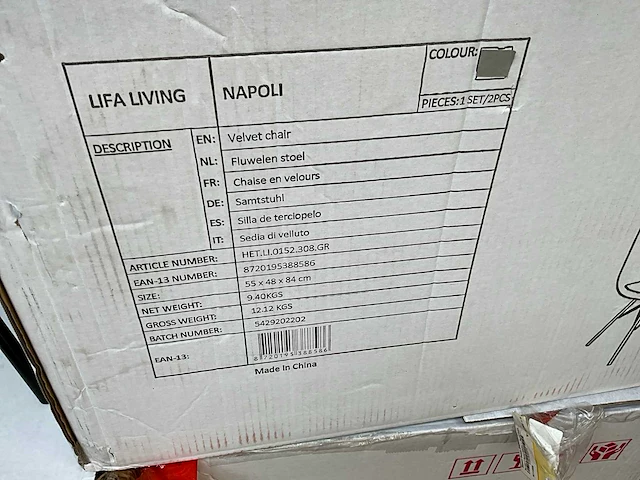 LIFA LIVING
NAPOLI
COLOUR:
PIECES:1 SET/2PCS
DESCRIPTION
EN: Velvet chair
NL: Fluwelen stoel
FR: Chaise en velours
DE: Samtstuhl
ES: Silla de terciopelo
IT: Sedia di velluto
ARTICLE NUMBER: HET.LI.0152.308.GR
EAN-13 NUMBER: 8720195388586
SIZE: 55 x 48 x 84 cm
NET WEIGHT: 9.40KGS
GROSS WEIGHT: 12.12 KGS
BATCH NUMBER: 5429202202
EAN-13: 8 720195 388586
Made In China